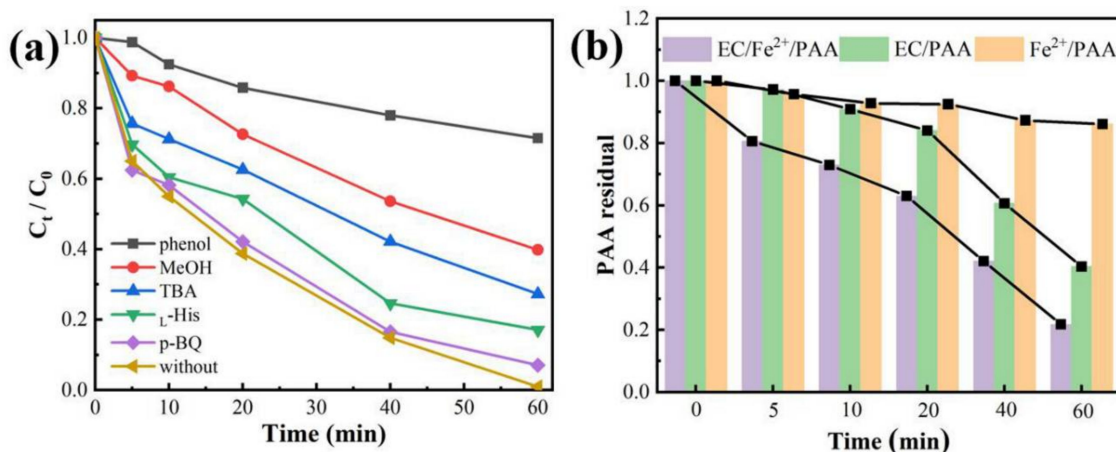 (a)
C_t / C_0
1.0
0.8
0.6
0.4
0.2
0.0
phenol
MeOH
TBA
L-His
p-BQ
without
0 10 20 30 40 50 60
Time (min)
(b)
PAA residual
1.2
1.0
0.8
0.6
0.4
0.2
0.0
EC/Fe²⁺/PAA EC/PAA Fe²⁺/PAA
0 5 10 20 40 60
Time (min)